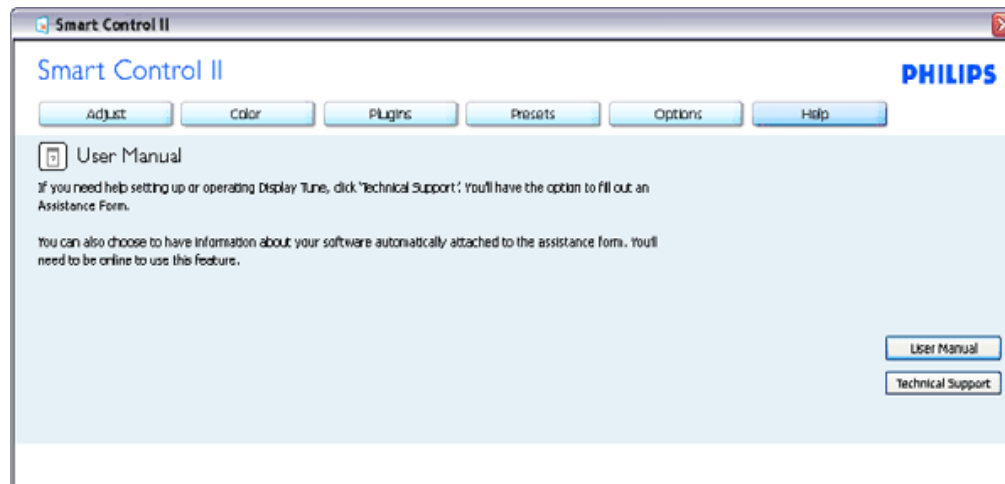 Smart Control II
Smart Control II
PHILIPS
Adjust Color Plugins Presets Options Help
User Manual
If you need help setting up or operating Display Tune, click 'Technical Support'. You'll have the option to fill out an
Assistance Form.
You can also choose to have information about your software automatically attached to the assistance form. You'll
need to be online to use this feature.
User Manual
Technical Support